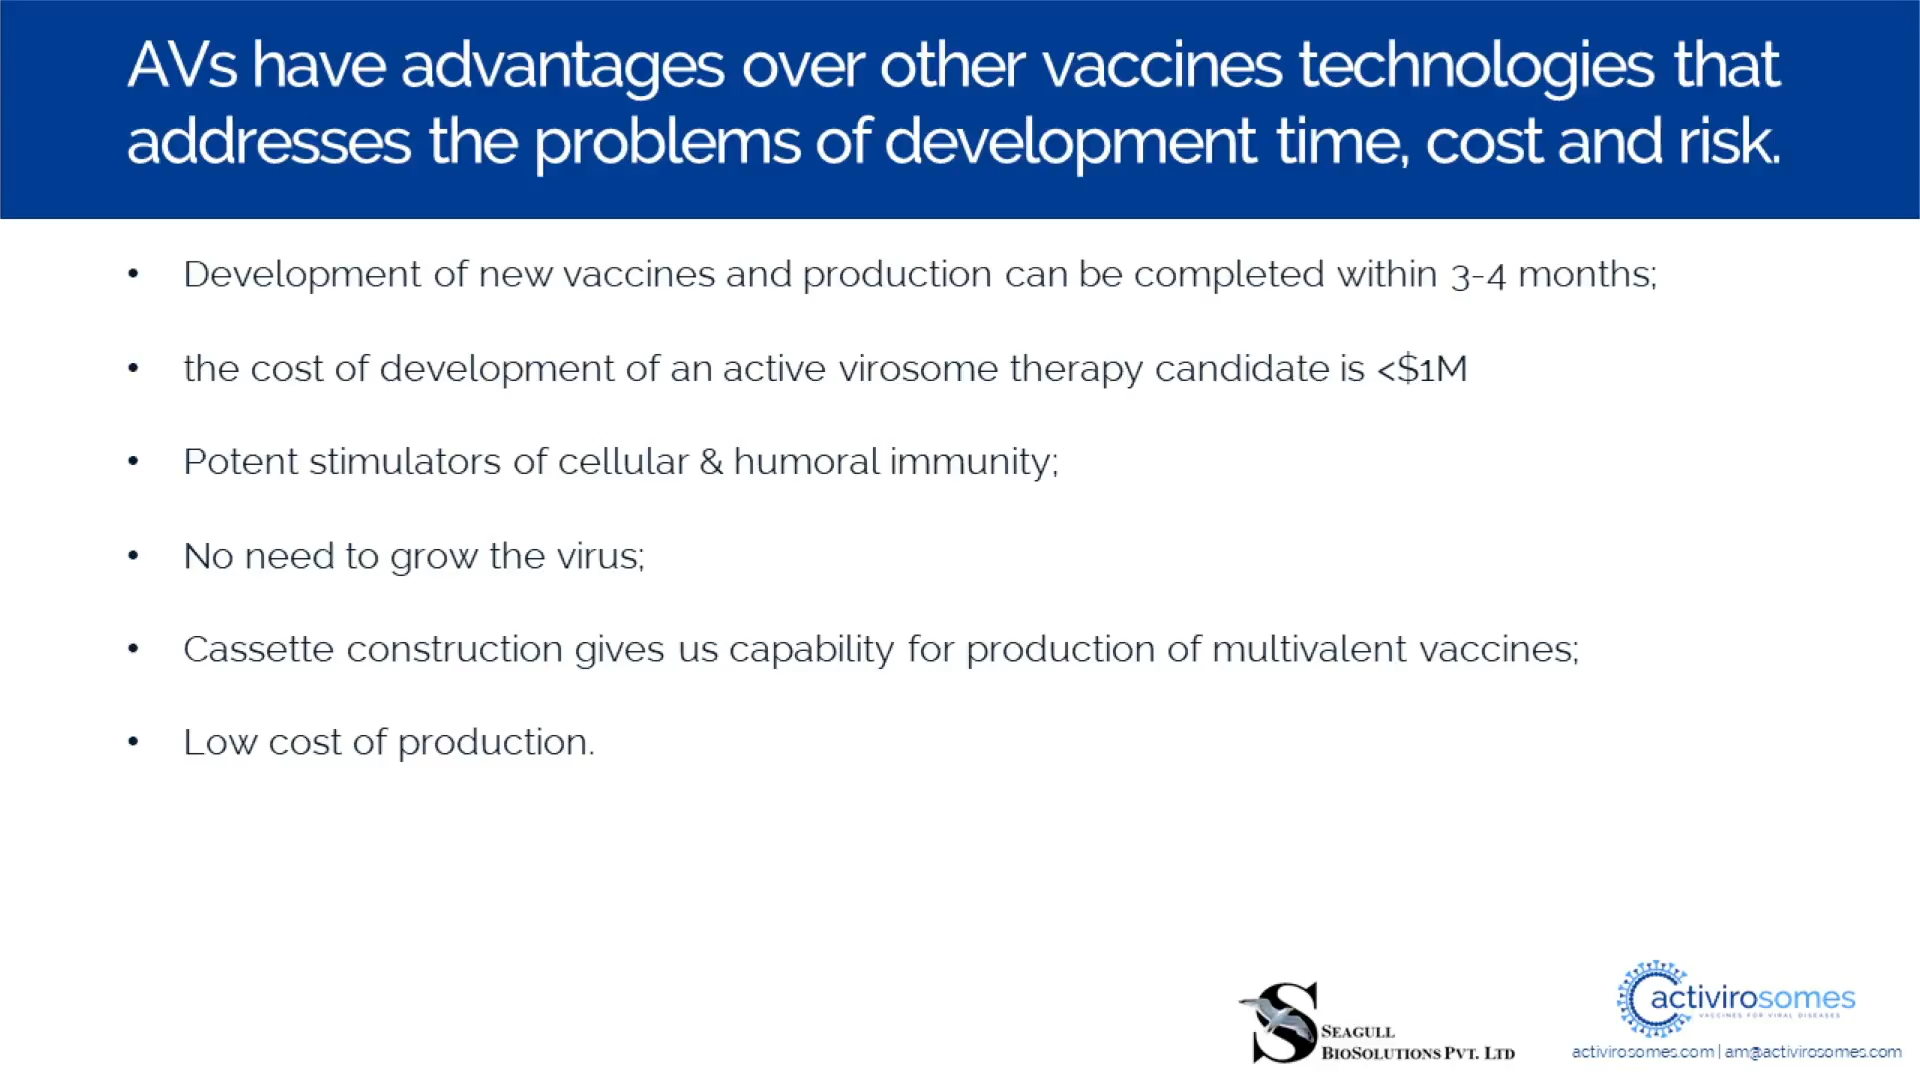 AVs have advantages over other vaccines technologies that
addresses the problems of development time, cost and risk.
• Development of new vaccines and production can be completed within 3-4 months;
• the cost of development of an active virosome therapy candidate is <$1M
• Potent stimulators of cellular & humoral immunity;
• No need to grow the virus;
• Cassette construction gives us capability for production of multivalent vaccines;
• Low cost of production.
S
SEAGULL
BIOSOLUTIONS PVT. LTD
activirosomes
VACCINES FOR VIRAL DISEASES
activirosomes.com | am@activirosomes.com